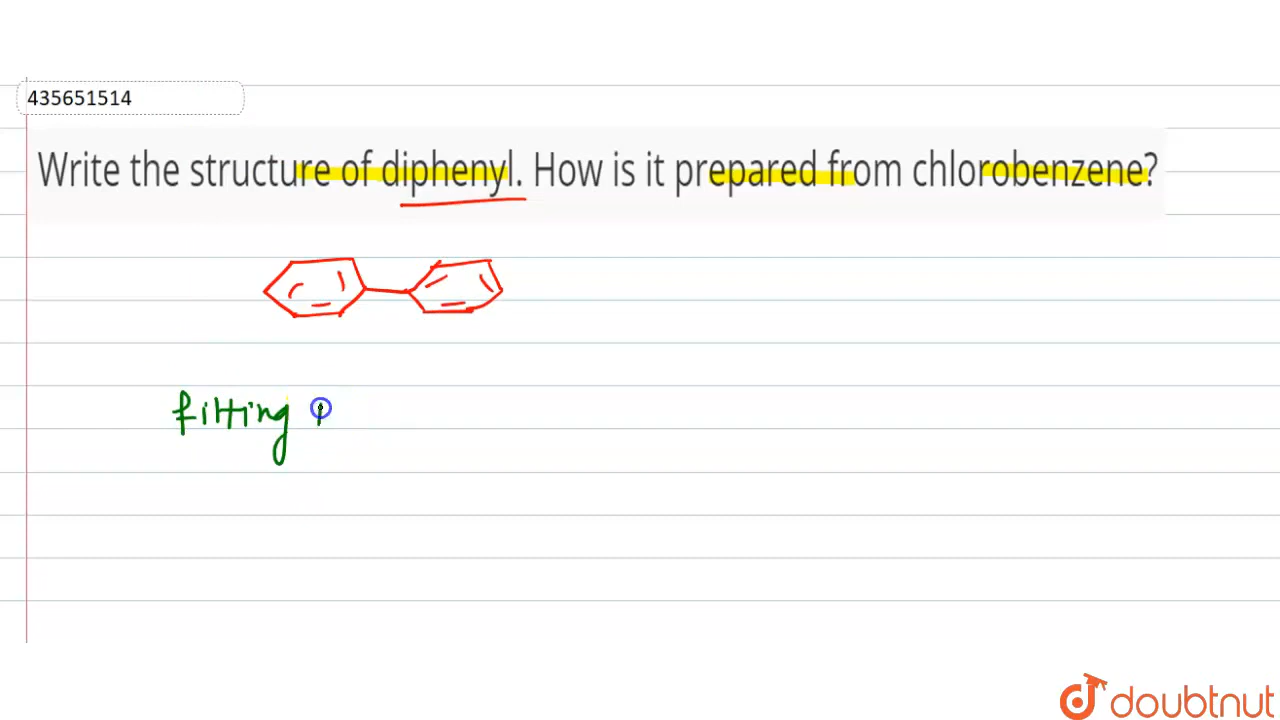 435651514
Write the structure of diphenyl. How is it prepared from chlorobenzene?
fitting
doubtnut